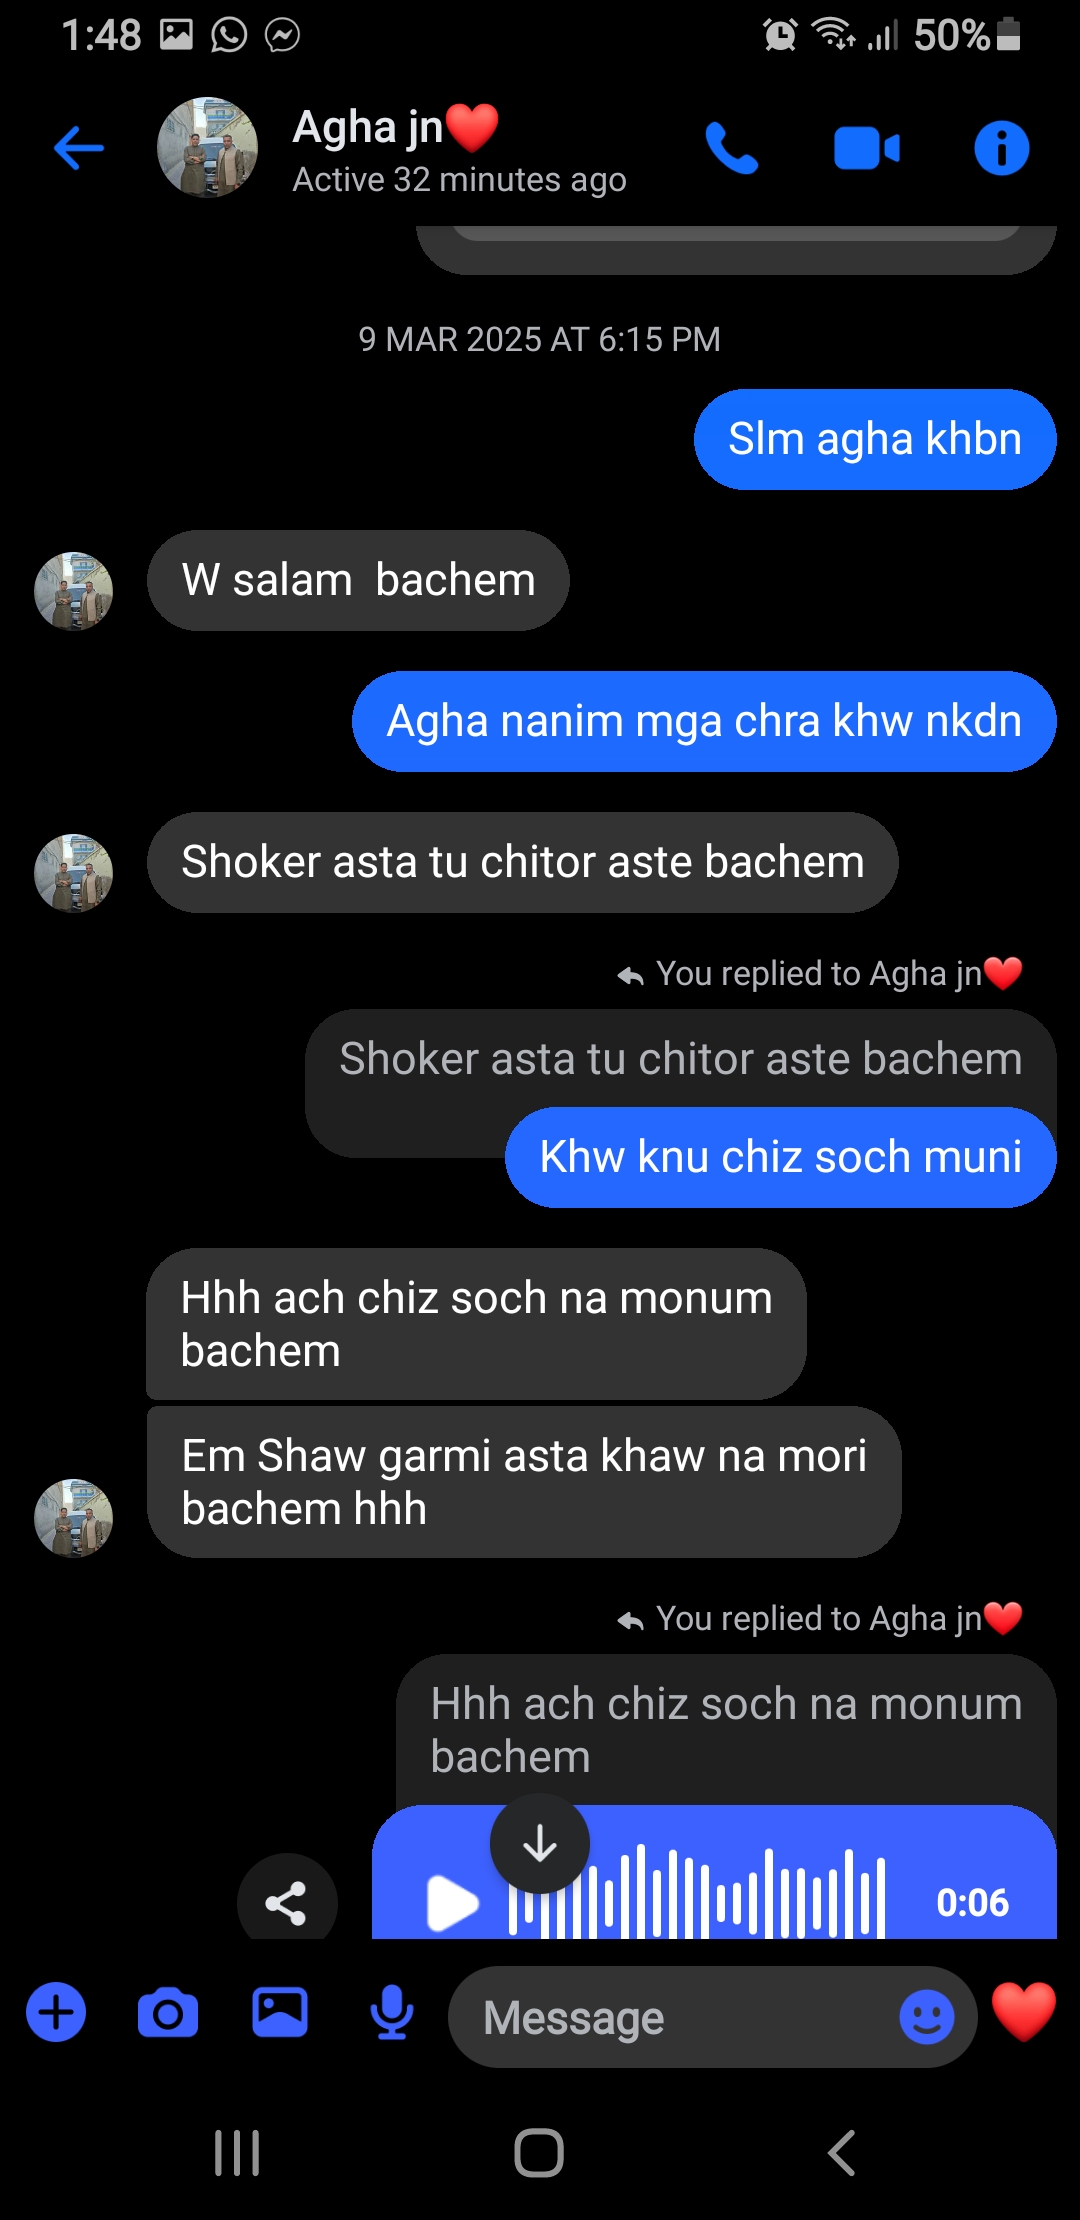 1:48
50%
Agha jn❤️
Active 32 minutes ago
9 MAR 2025 AT 6:15 PM
Slm agha khbn
W salam  bachem
Agha nanim mga chra khw nkdn
Shoker asta tu chitor aste bachem
You replied to Agha jn❤️
Shoker asta tu chitor aste bachem
Khw knu chiz soch muni
Hhh ach chiz soch na monum
bachem
Em Shaw garmi asta khaw na mori
bachem hhh
You replied to Agha jn❤️
Hhh ach chiz soch na monum
bachem
0:06
Message